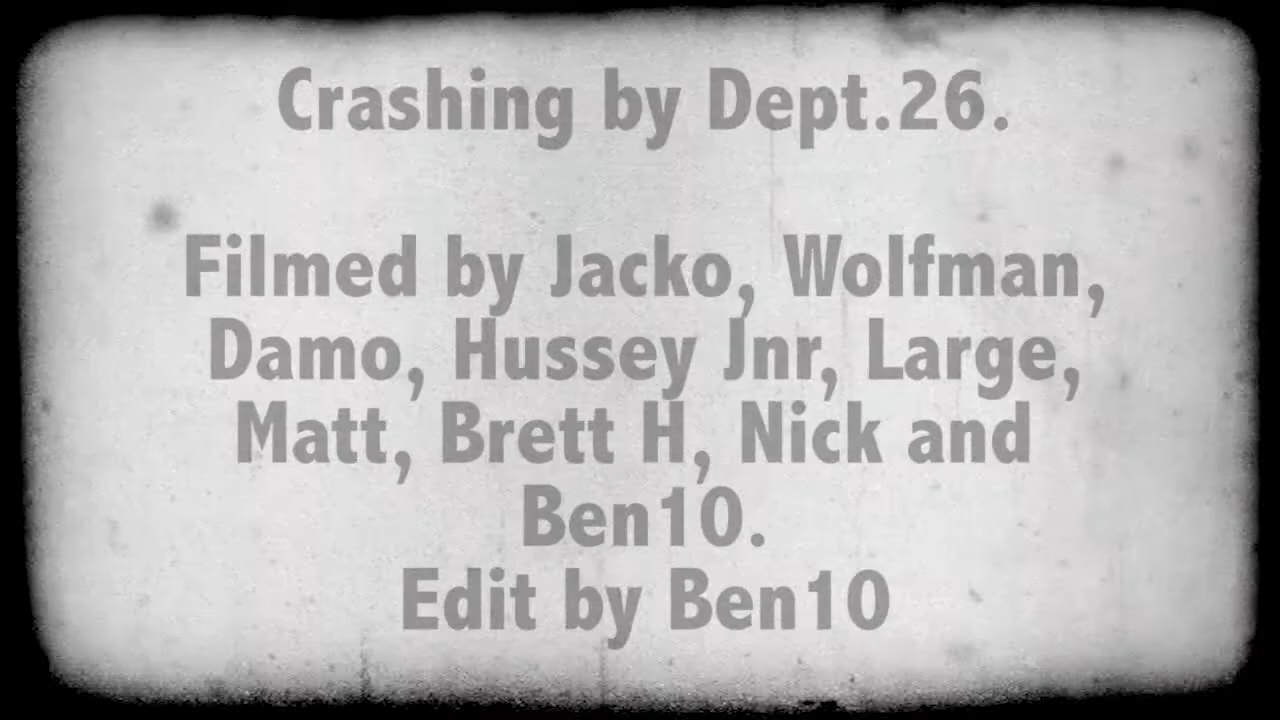 Crashing by Dept.26.
Filmed by Jacko, Wolfman,
Damo, Hussey Jnr, Large,
Matt, Brett H, Nick and
Ben10.
Edit by Ben10